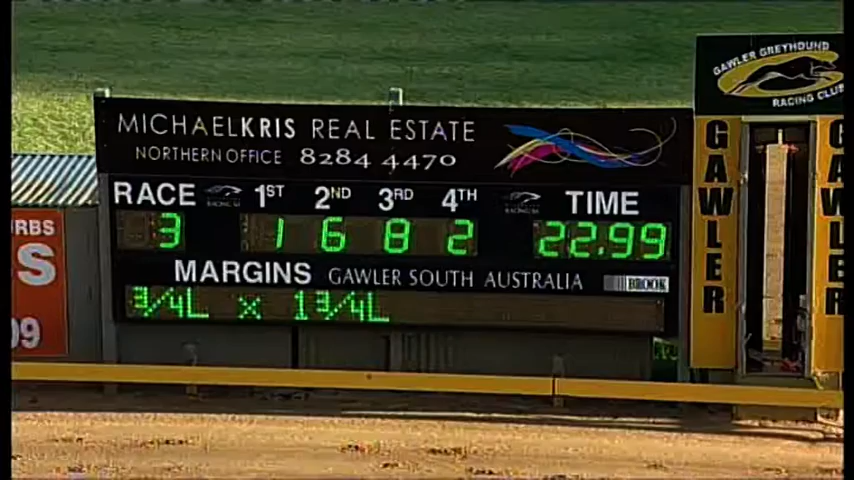 GAWLER GREYHOUND
RACING CLUB
MICHAELKRIS REAL ESTATE
NORTHERN OFFICE 8284 4470
RACE 1ST 2ND 3RD 4TH TIME
3 1 6 8 2 22.99
MARGINS GAWLER SOUTH AUSTRALIA BROOK
3/4L x 1 3/4L
GAWLER
GAWLER
RBS
S
09